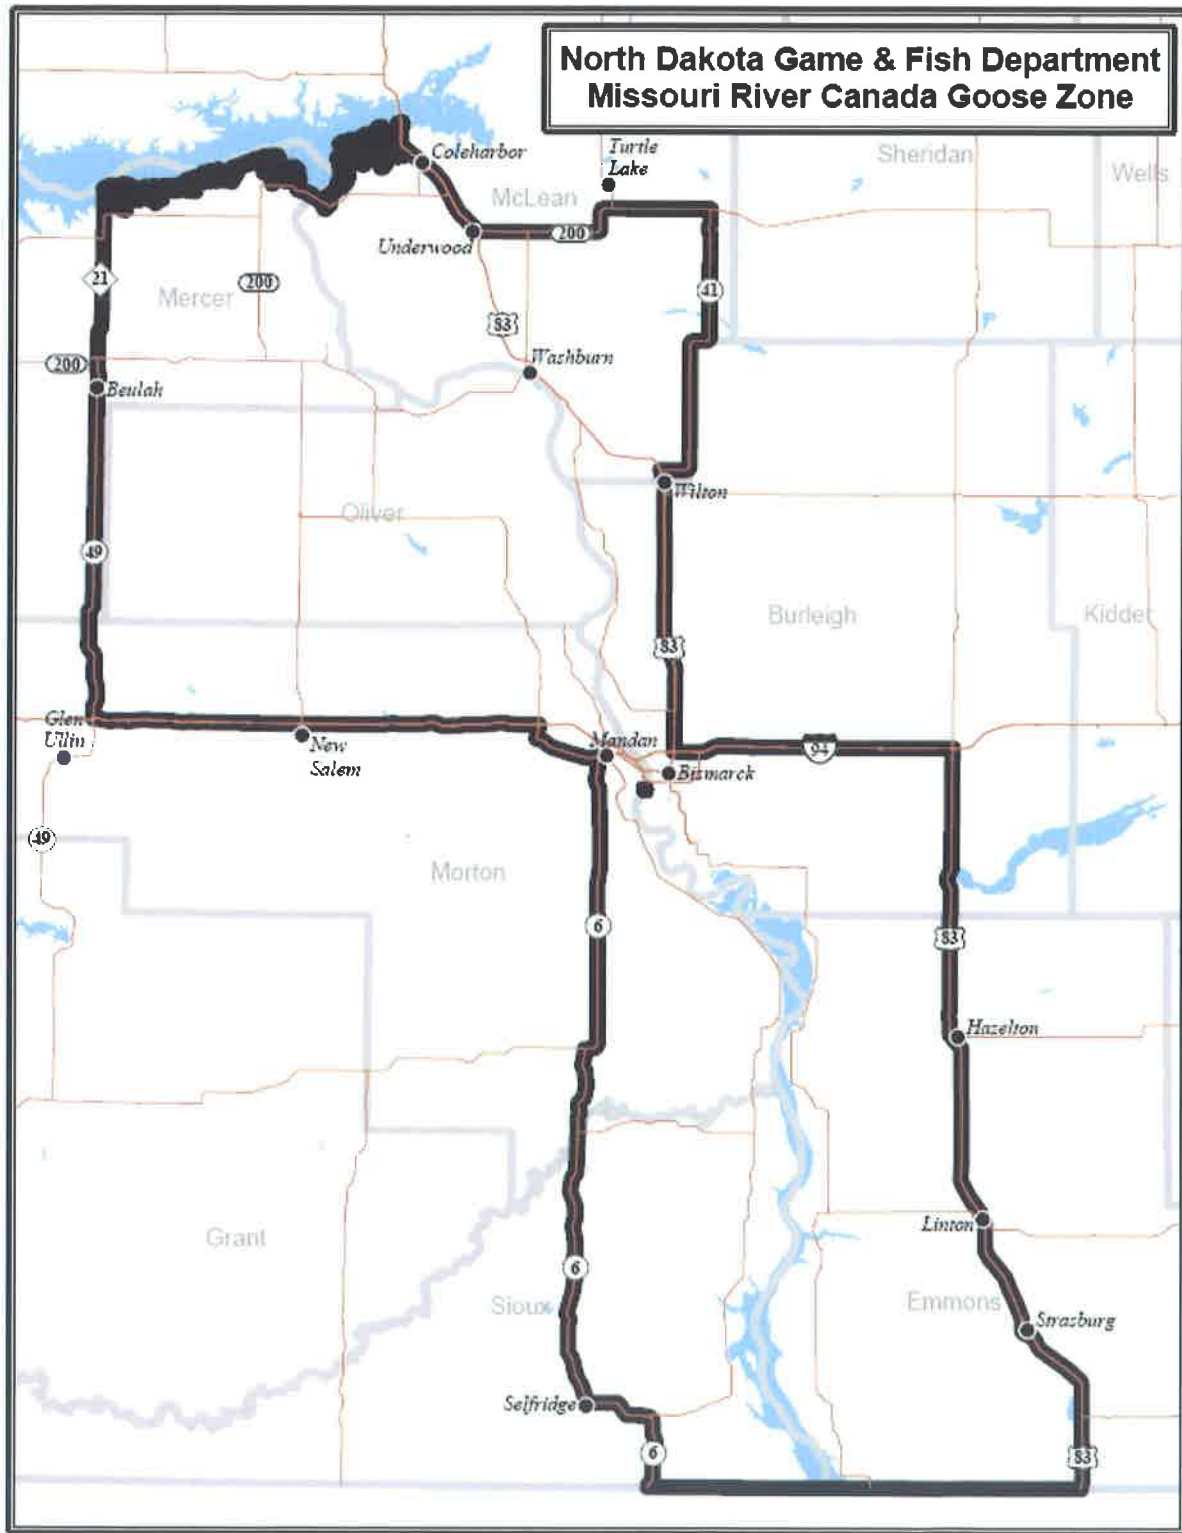 North Dakota Game & Fish Department
Missouri River Canada Goose Zone
Coleharbor
Turtle
Lake
Sheridan
Wells
McLean
Underwood
200
21
Mercer
200
41
83
Washburn
200
Beulah
Wilton
Oliver
49
Burleigh
Kidder
83
Glen
Ullin
New
Salem
Mandan
94
Bismarck
49
Morton
6
83
Hazelton
Grant
Linton
6
Sioux
Emmons
Strasburg
Selfridge
6
83